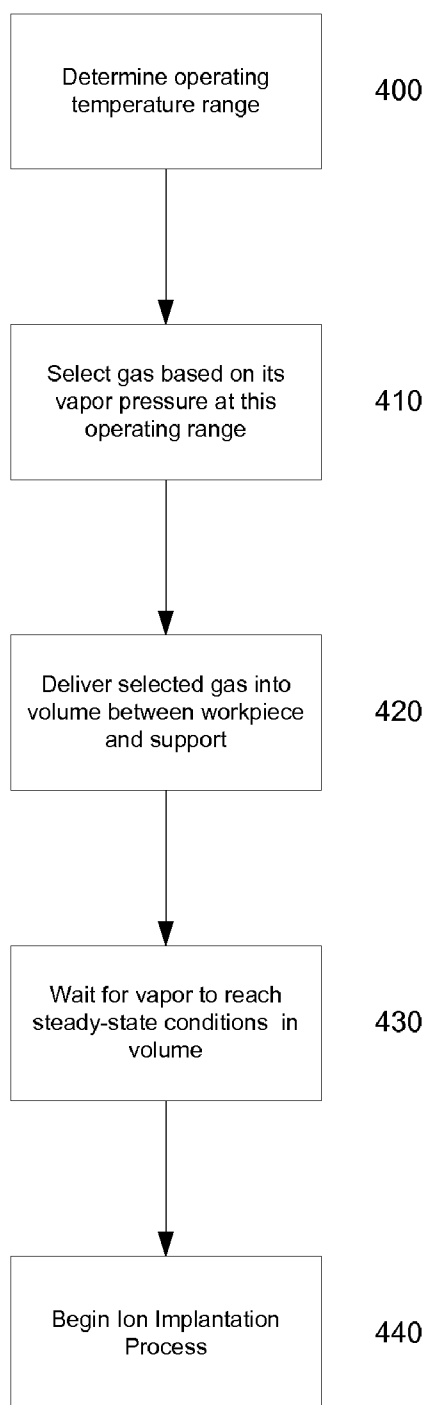 Determine operating
temperature range
400
Select gas based on its
vapor pressure at this
operating range
410
Deliver selected gas into
volume between workpiece
and support
420
Wait for vapor to reach
steady-state conditions in
volume
430
Begin Ion Implantation
Process
440